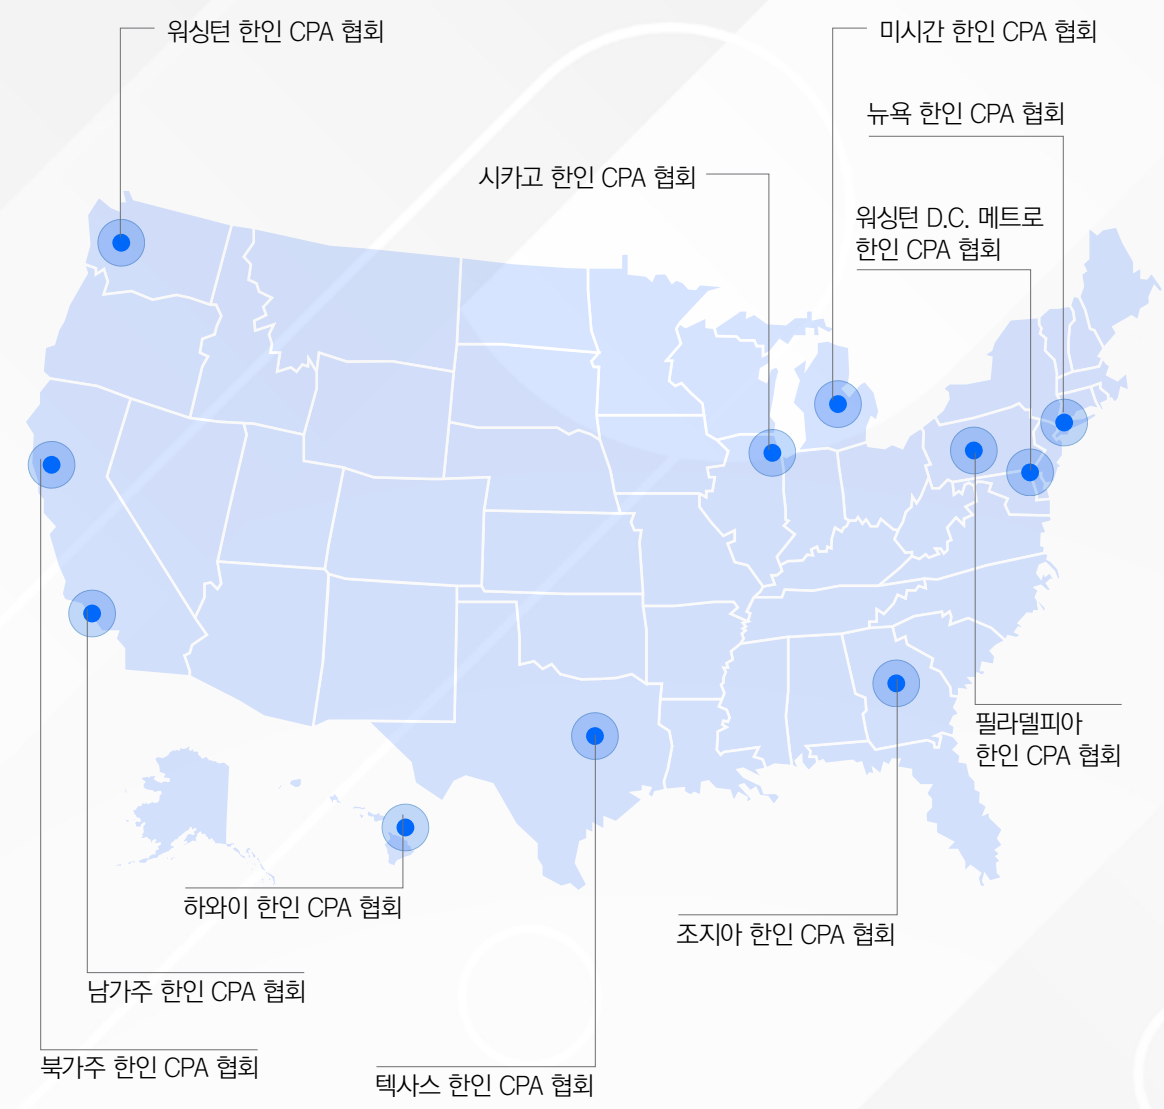 워싱턴 한인 CPA 협회
미시간 한인 CPA 협회
뉴욕 한인 CPA 협회
시카고 한인 CPA 협회
워싱턴 D.C. 메트로
한인 CPA 협회
필라델피아
한인 CPA 협회
하와이 한인 CPA 협회
조지아 한인 CPA 협회
남가주 한인 CPA 협회
북가주 한인 CPA 협회
텍사스 한인 CPA 협회